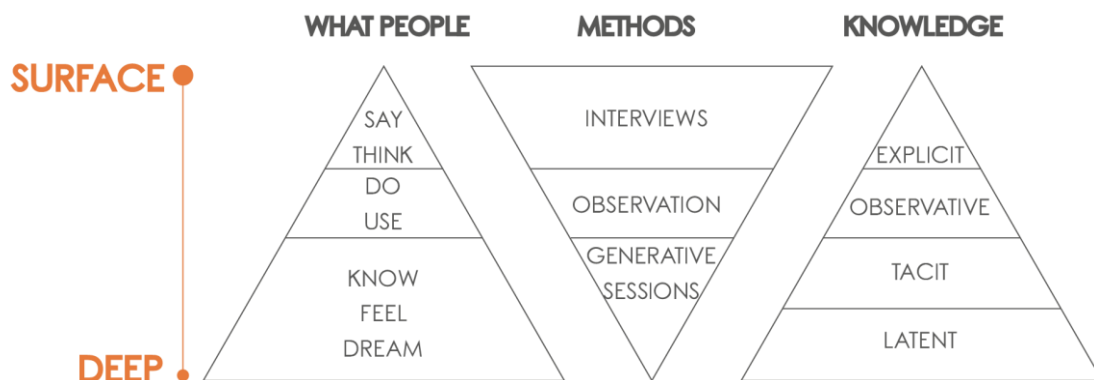 WHAT PEOPLE
METHODS
KNOWLEDGE
SURFACE
SAY
THINK
DO
USE
KNOW
FEEL
DREAM
INTERVIEWS
OBSERVATION
GENERATIVE
SESSIONS
EXPLICIT
OBSERVATIVE
TACIT
LATENT
DEEP